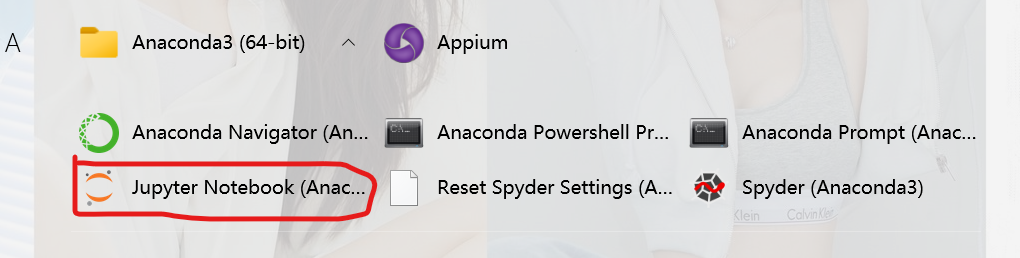 A
Anaconda3 (64-bit)
Appium
Anaconda Navigator (An...
Anaconda Powershell Pr...
Anaconda Prompt (Anac...
Jupyter Notebook (Anac...
Reset Spyder Settings (A...
Spyder (Anaconda3)
Klein
Calvin Klein